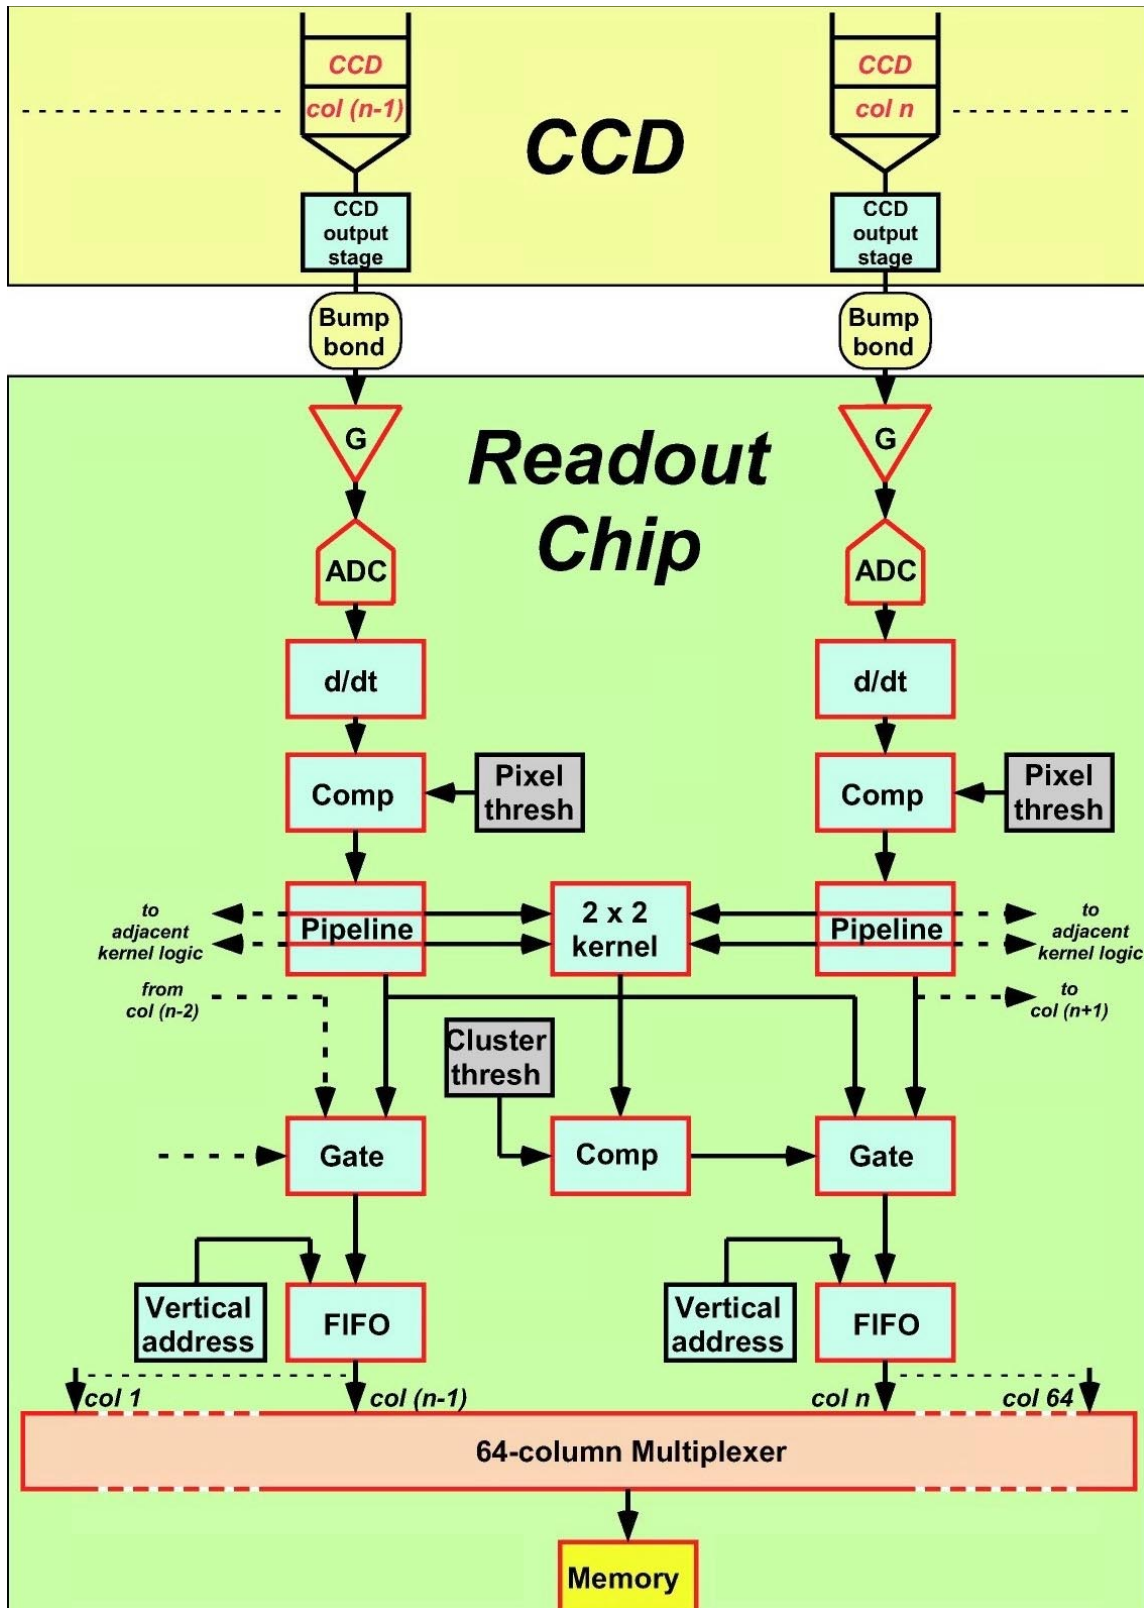 CCD
col (n-1)
CCD
col n
CCD
CCD
output
stage
CCD
output
stage
Bump
bond
Bump
bond
Readout
Chip
G
G
ADC
ADC
d/dt
d/dt
Comp
Pixel
thresh
Comp
Pixel
thresh
to
adjacent
kernel logic
Pipeline
2 x 2
kernel
Pipeline
to
adjacent
kernel logic
from
col (n-2)
to
col (n+1)
Cluster
thresh
Gate
Comp
Gate
Vertical
address
FIFO
Vertical
address
FIFO
col 1
col (n-1)
col n
col 64
64-column Multiplexer
Memory